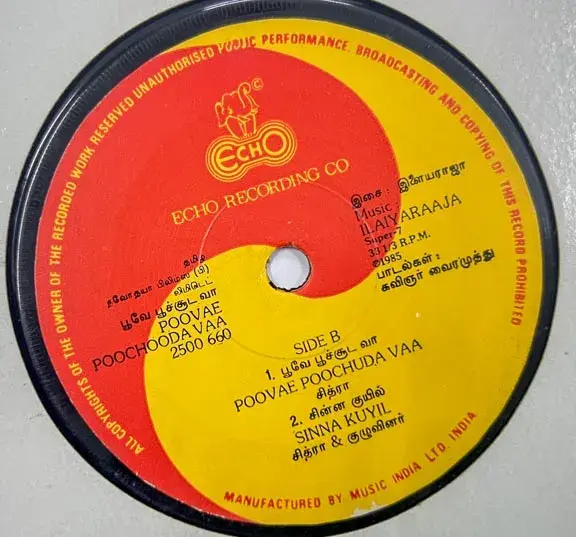 ALL COPYRIGHTS OF THE OWNER OF THE RECORDED WORK RESERVED UNAUTHORISED PUBLIC PERFORMANCE. BROADCASTING AND COPYING OF THIS RECORD PROHIBITED
©
ECHO
ECHO RECORDING CO
தமிழ்
நவோதயா பிலிம்ஸ் (பி)
லிமிடெட்
பூவே பூச்சூட வா
POOVAE
POOCHOODA VAA
2500 660
இசை : இளையராஜா
Music :
ILAIYARAAJA
Super-7
33 1/3 R.P.M.
©1985
பாடல்கள் :
கவிஞர் வைரமுத்து
SIDE B
1. பூவே பூச்சூட வா
POOVAE POOCHUDA VAA
சித்ரா
2. சின்ன குயில்
SINNA KUYIL
சித்ரா & குழுவினர்
MANUFACTURED BY MUSIC INDIA LTD. INDIA